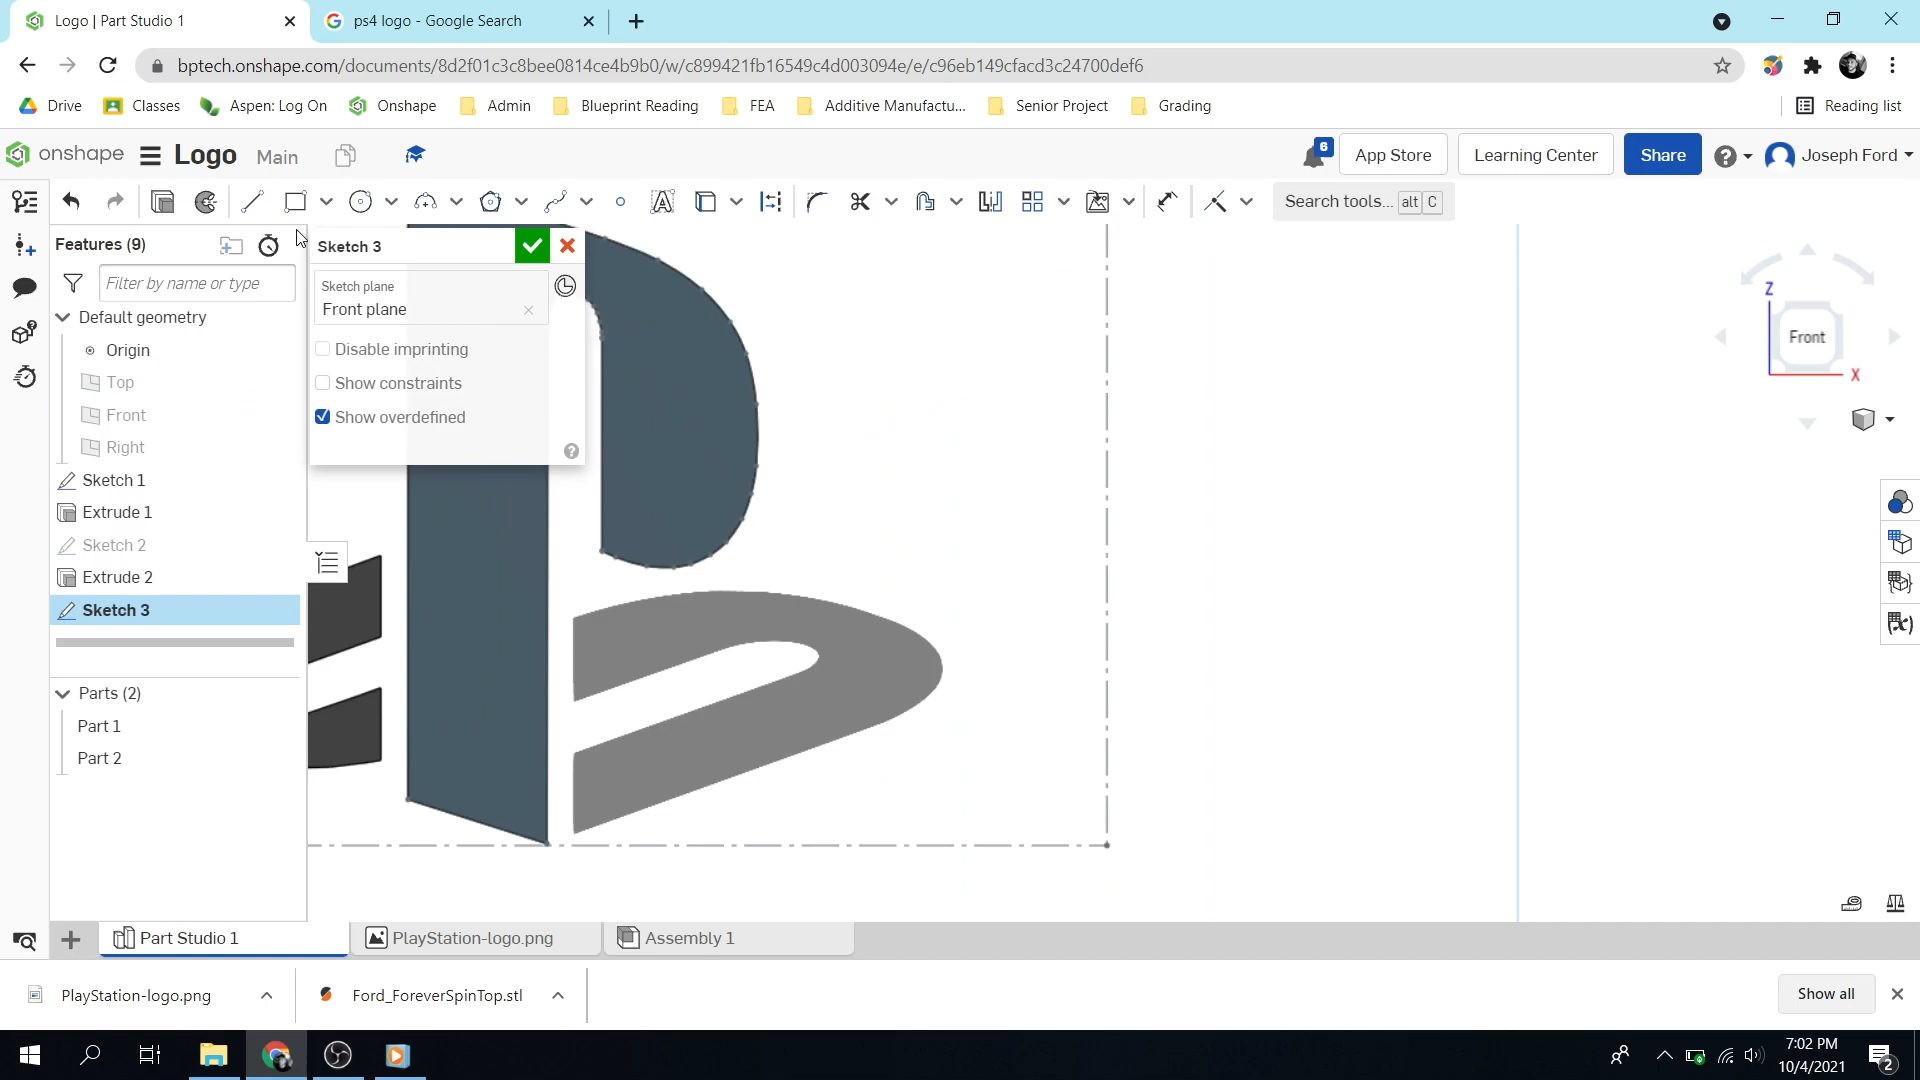 Logo | Part Studio 1
ps4 logo - Google Search
bptech.onshape.com/documents/8d2f01c3c8bee0814ce4b9b0/w/c899421fb16549c4d003094e/e/c96eb149cfacd3c24700def6
Drive
Classes
Aspen: Log On
Onshape
Admin
Blueprint Reading
FEA
Additive Manufactu...
Senior Project
Grading
Reading list
onshape
Logo
Main
6
App Store
Learning Center
Share
Joseph Ford
Search tools... alt C
Features (9)
Filter by name or type
Default geometry
Origin
Top
Front
Right
Sketch 1
Extrude 1
Sketch 2
Extrude 2
Sketch 3
Parts (2)
Part 1
Part 2
Sketch 3
Sketch plane
Front plane
Disable imprinting
Show constraints
Show overdefined
Z
Front
X
Part Studio 1
PlayStation-logo.png
Assembly 1
PlayStation-logo.png
Ford_ForeverSpinTop.stl
Show all
7:02 PM
10/4/2021
2